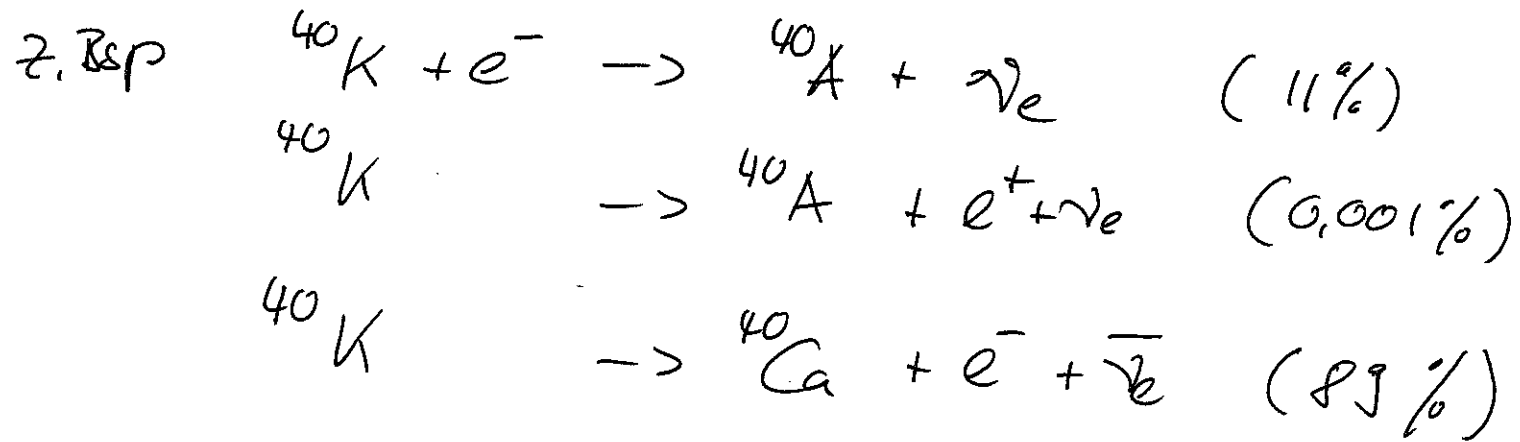 z. Bsp ⁴⁰K + e⁻ -> ⁴⁰A + νₑ (11%)
⁴⁰K -> ⁴⁰A + e⁺ + νₑ (0,001%)
⁴⁰K -> ⁴⁰Ca + e⁻ + ν̅ₑ (89%)